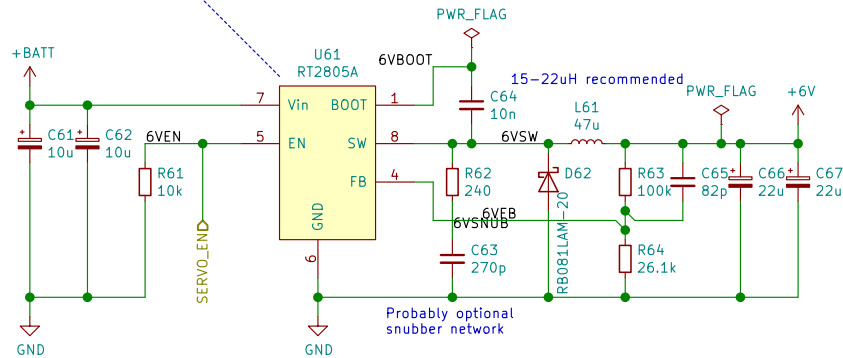 PWR_FLAG
+BATT
U61
RT2805A
6VBOOT
15-22uH recommended
PWR_FLAG
+6V
7
Vin
BOOT
1
C64
10n
L61
47u
C61
10u
C62
10u
6VEN
5
EN
SW
8
6VSW
R61
10k
FB
4
R62
240
D62
RB081LAM-20
R63
100k
C65
82p
C66
22u
C67
22u
6VFB
6VSNUB
SERVO_EN
GND
6
C63
270p
R64
26.1k
Probably optional
snubber network
GND
GND